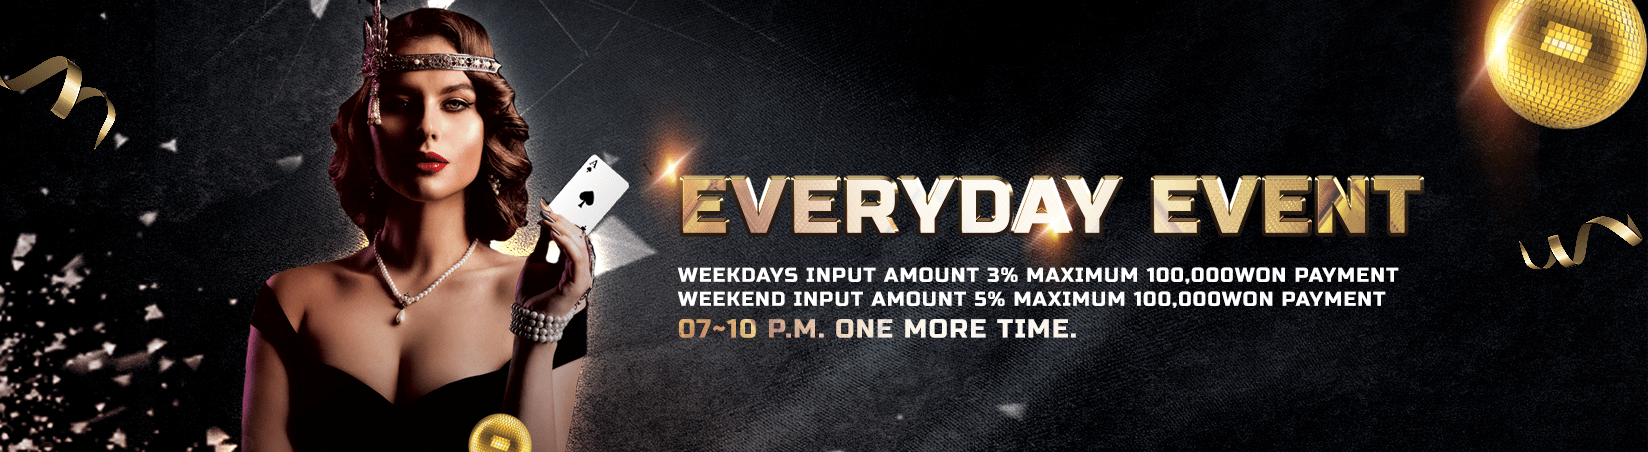 A
EVERYDAY EVENT
WEEKDAYS INPUT AMOUNT 3% MAXIMUM 100,000WON PAYMENT
WEEKEND INPUT AMOUNT 5% MAXIMUM 100,000WON PAYMENT
07~10 P.M. ONE MORE TIME.